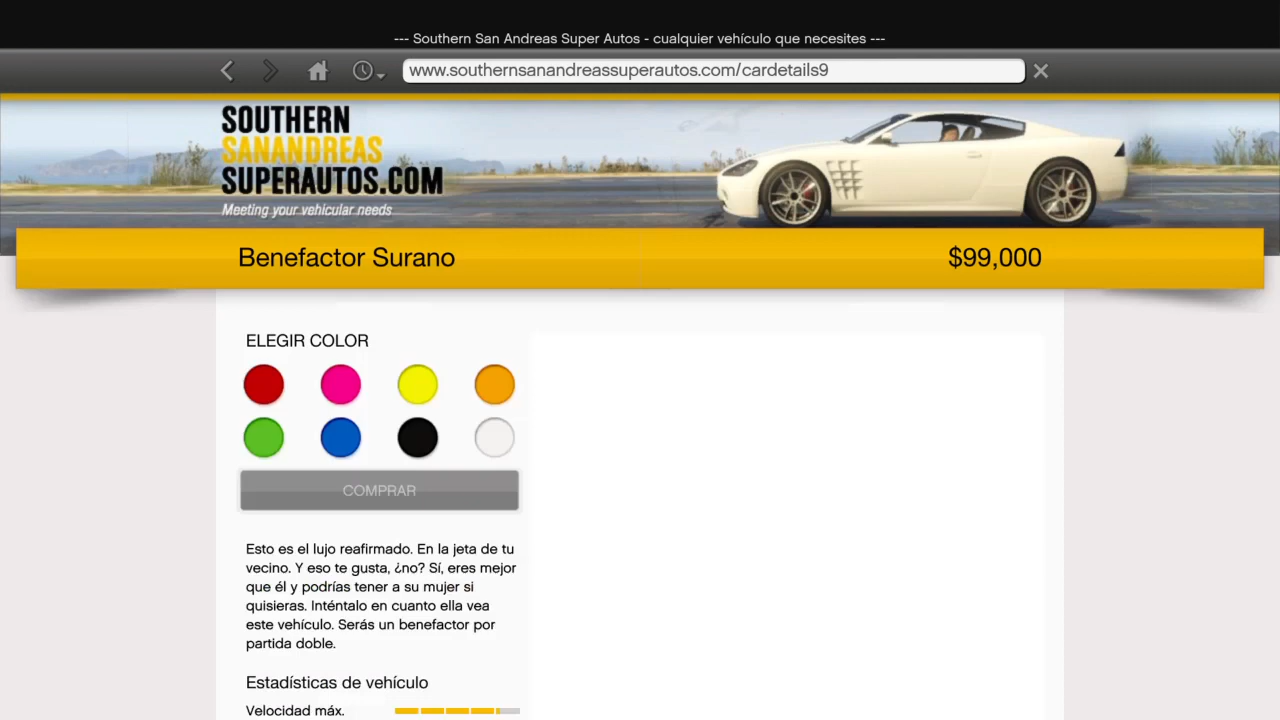 --- Southern San Andreas Super Autos - cualquier vehículo que necesites ---
www.southernsanandreassuperautos.com/cardetails9
SOUTHERN
SANANDREAS
SUPERAUTOS.COM
Meeting your vehicular needs
Benefactor Surano
$99,000
ELEGIR COLOR
COMPRAR
Esto es el lujo reafirmado. En la jeta de tu
vecino. Y eso te gusta, ¿no? Sí, eres mejor
que él y podrías tener a su mujer si
quisieras. Inténtalo en cuanto ella vea
este vehículo. Serás un benefactor por
partida doble.
Estadísticas de vehículo
Velocidad máx.